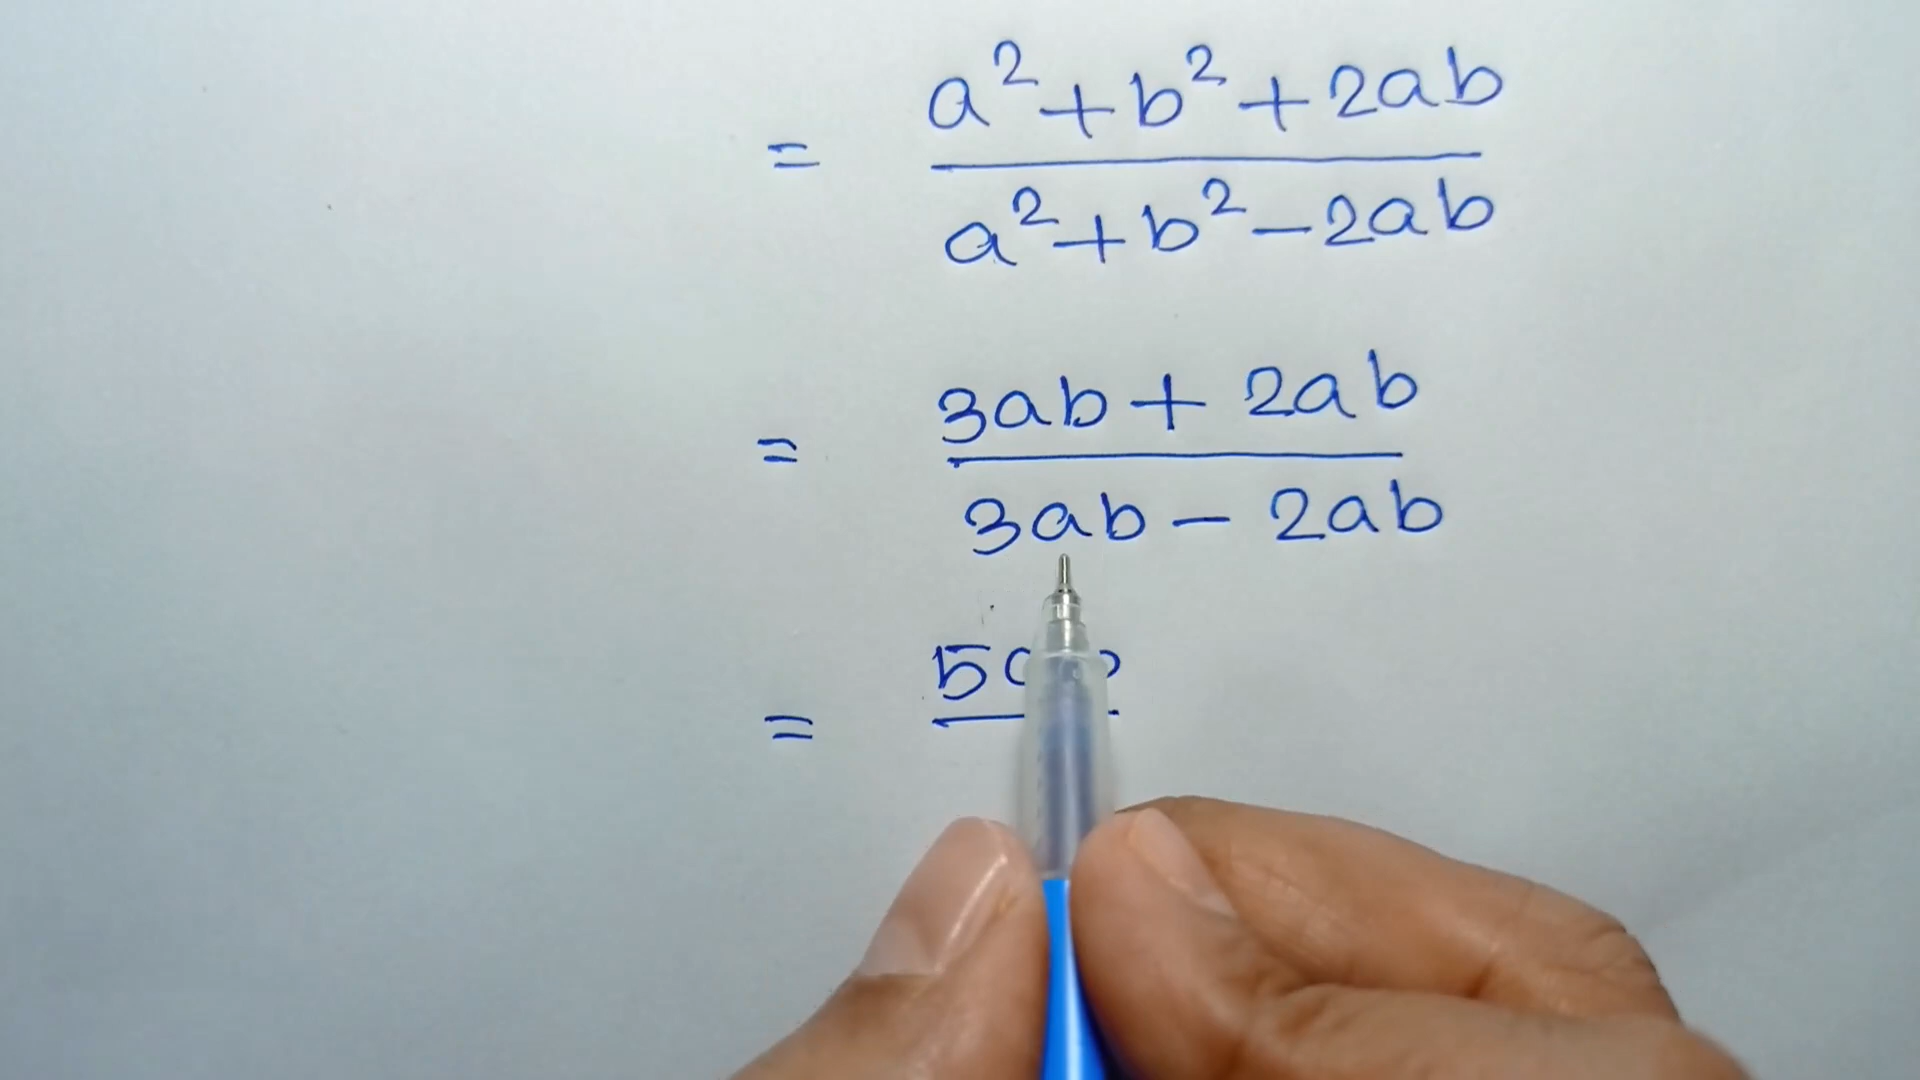 = a² + b² + 2ab
a² + b² - 2ab
= 3ab + 2ab
3ab - 2ab
= 5